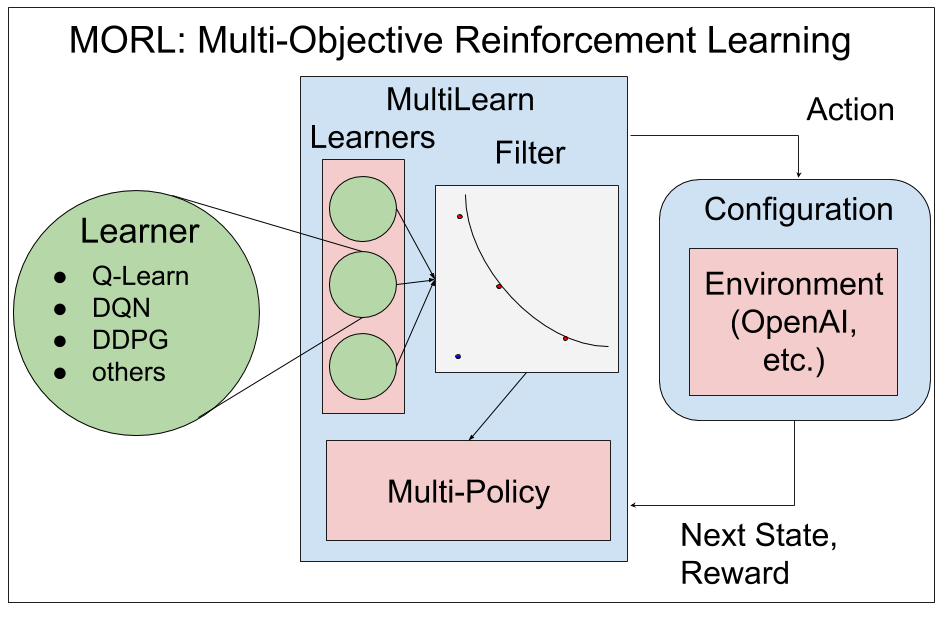 MORL: Multi-Objective Reinforcement Learning
MultiLearn
Learners
Filter
Action
Learner
● Q-Learn
● DQN
● DDPG
● others
Configuration
Environment
(OpenAI,
etc.)
Multi-Policy
Next State,
Reward